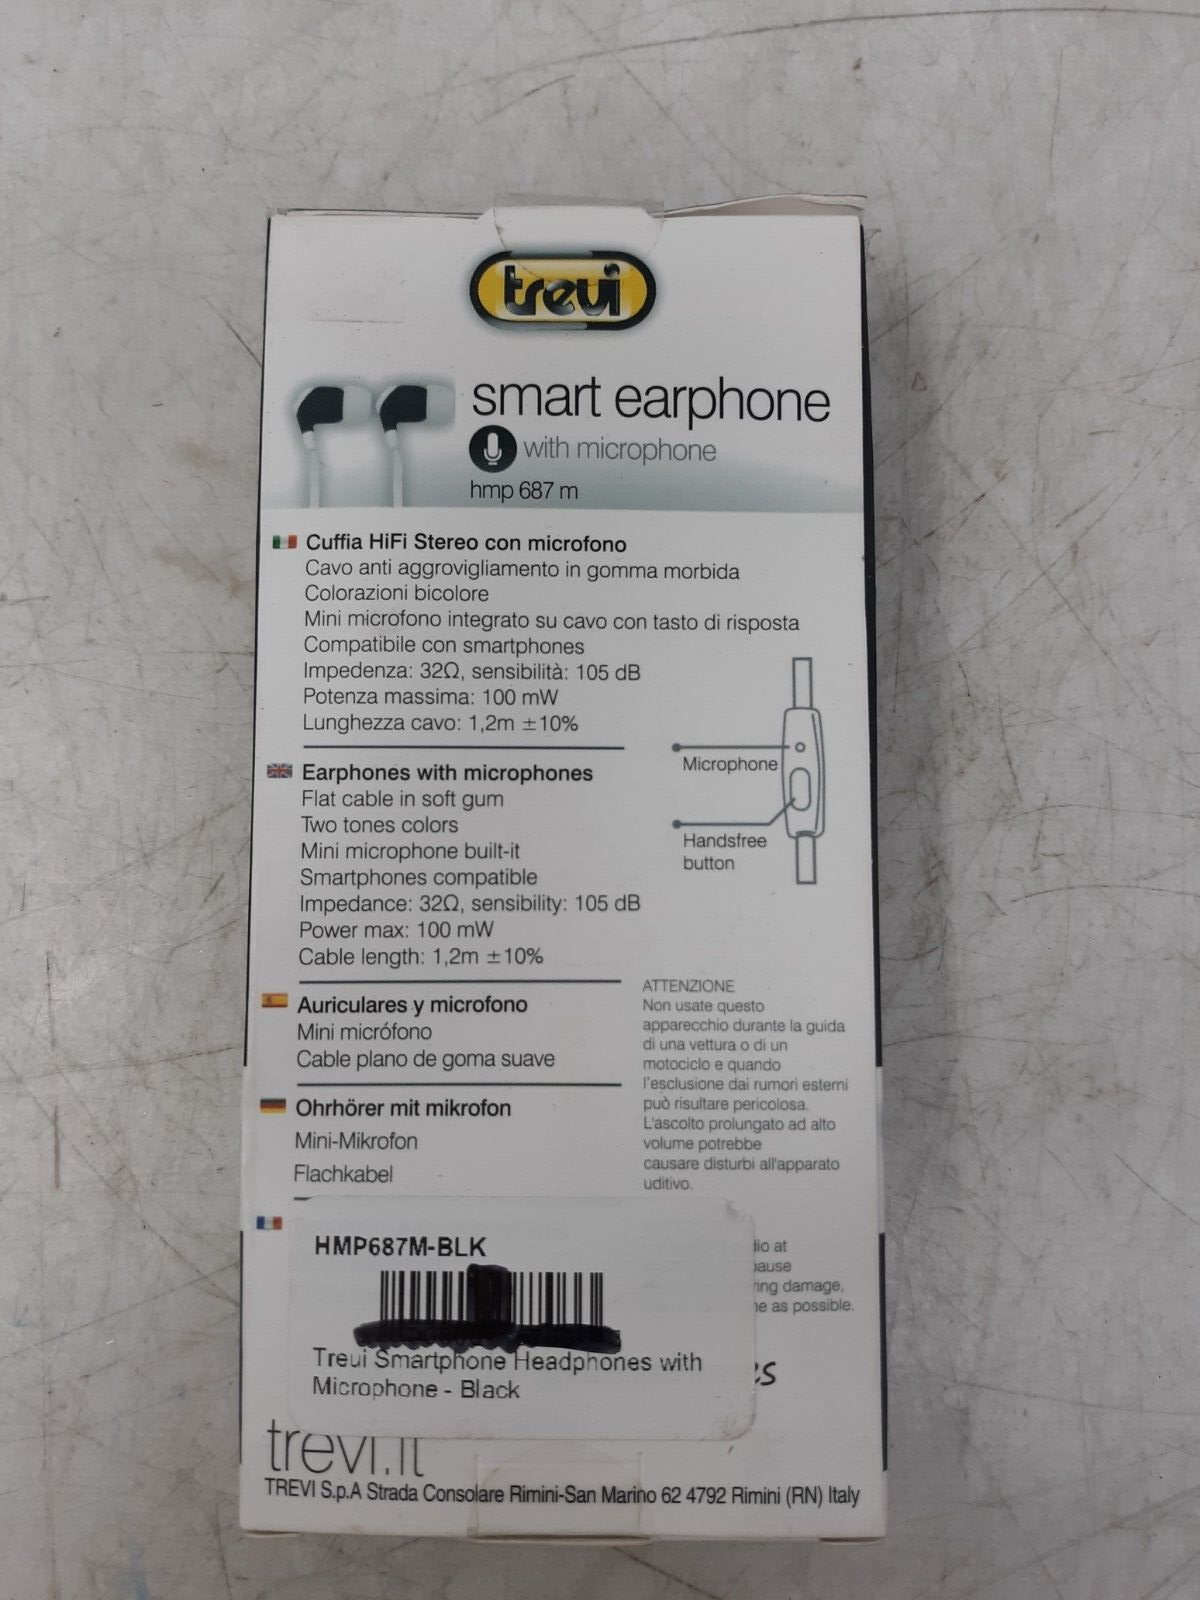 trevi
smart earphone
with microphone
hmp 687 m
Cuffia HiFi Stereo con microfono
Cavo anti aggrovigliamento in gomma morbida
Colorazioni bicolore
Mini microfono integrato su cavo con tasto di risposta
Compatibile con smartphones
Impedenza: 32Ω, sensibilità: 105 dB
Potenza massima: 100 mW
Lunghezza cavo: 1,2m ±10%
Earphones with microphones
Flat cable in soft gum
Two tones colors
Mini microphone built-it
Smartphones compatible
Impedance: 32Ω, sensibility: 105 dB
Power max: 100 mW
Cable length: 1,2m ±10%
Microphone
Handsfree
button
Auriculares y microfono
Mini micrófono
Cable plano de goma suave
Ohrhörer mit mikrofon
Mini-Mikrofon
Flachkabel
ATTENZIONE
Non usate questo
apparecchio durante la guida
di una vettura o di un
motociclo e quando
l'esclusione dai rumori esterni
può risultare pericolosa.
L'ascolto prolungato ad alto
volume potrebbe
causare disturbi all'apparato
uditivo.
at
damage,
as possible.
HMP687M-BLK
Treui Smartphone Headphones with
Microphone - Black
trevi.it
TREVI S.p.A Strada Consolare Rimini-San Marino 62 4792 Rimini (RN) Italy